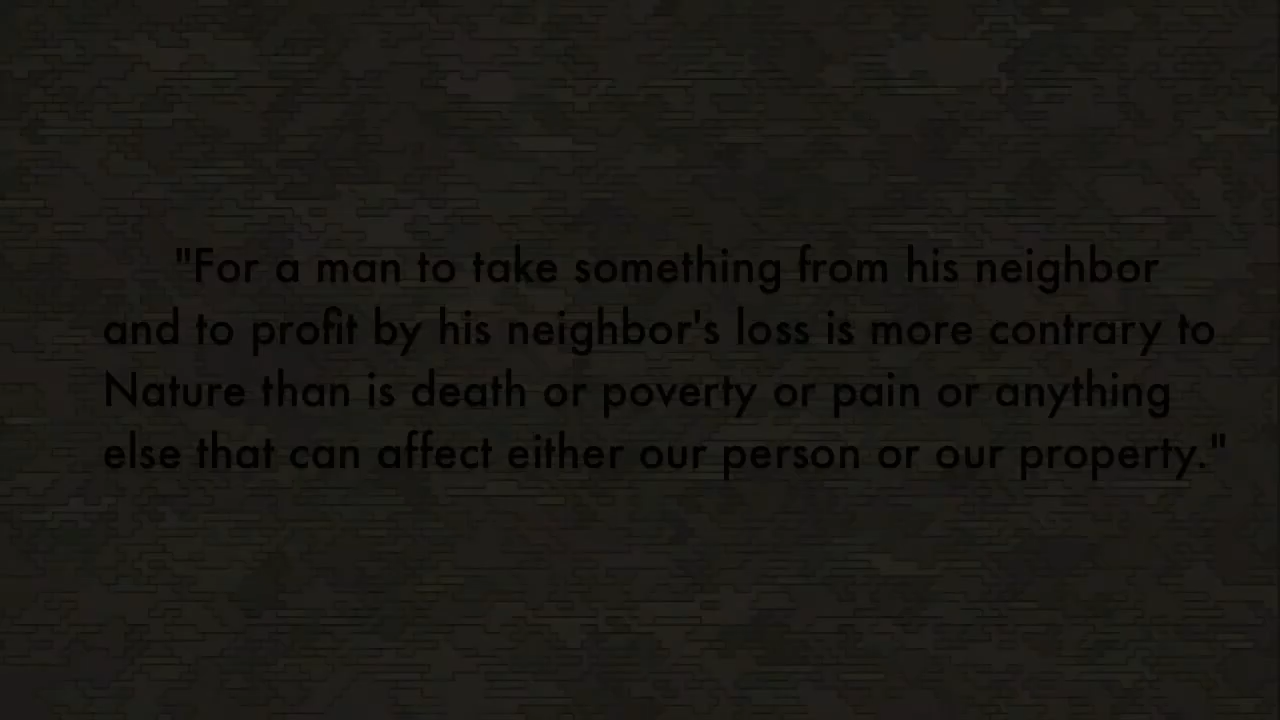 "For a man to take something from his neighbor
and to profit by his neighbor's loss is more contrary to
Nature than is death or poverty or pain or anything
else that can affect either our person or our property."